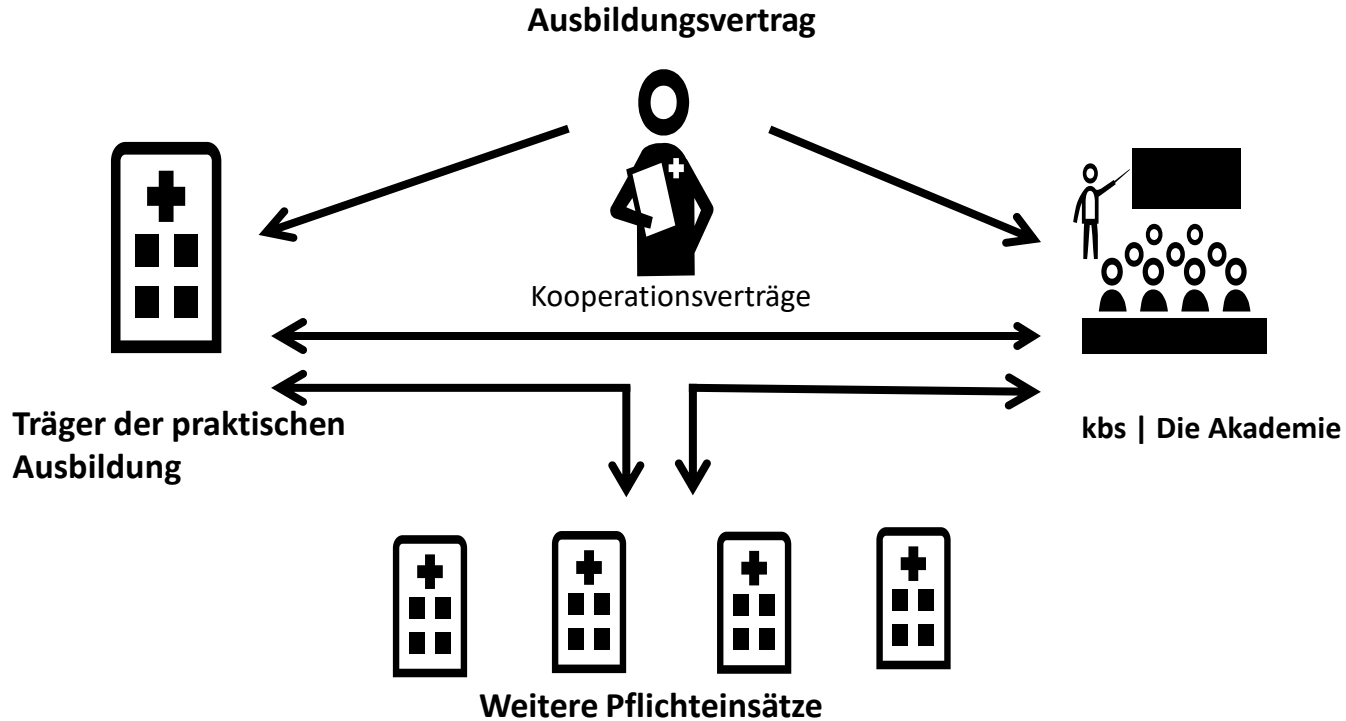 Ausbildungsvertrag
Kooperationsverträge
Träger der praktischen
Ausbildung
kbs | Die Akademie
Weitere Pflichteinsätze